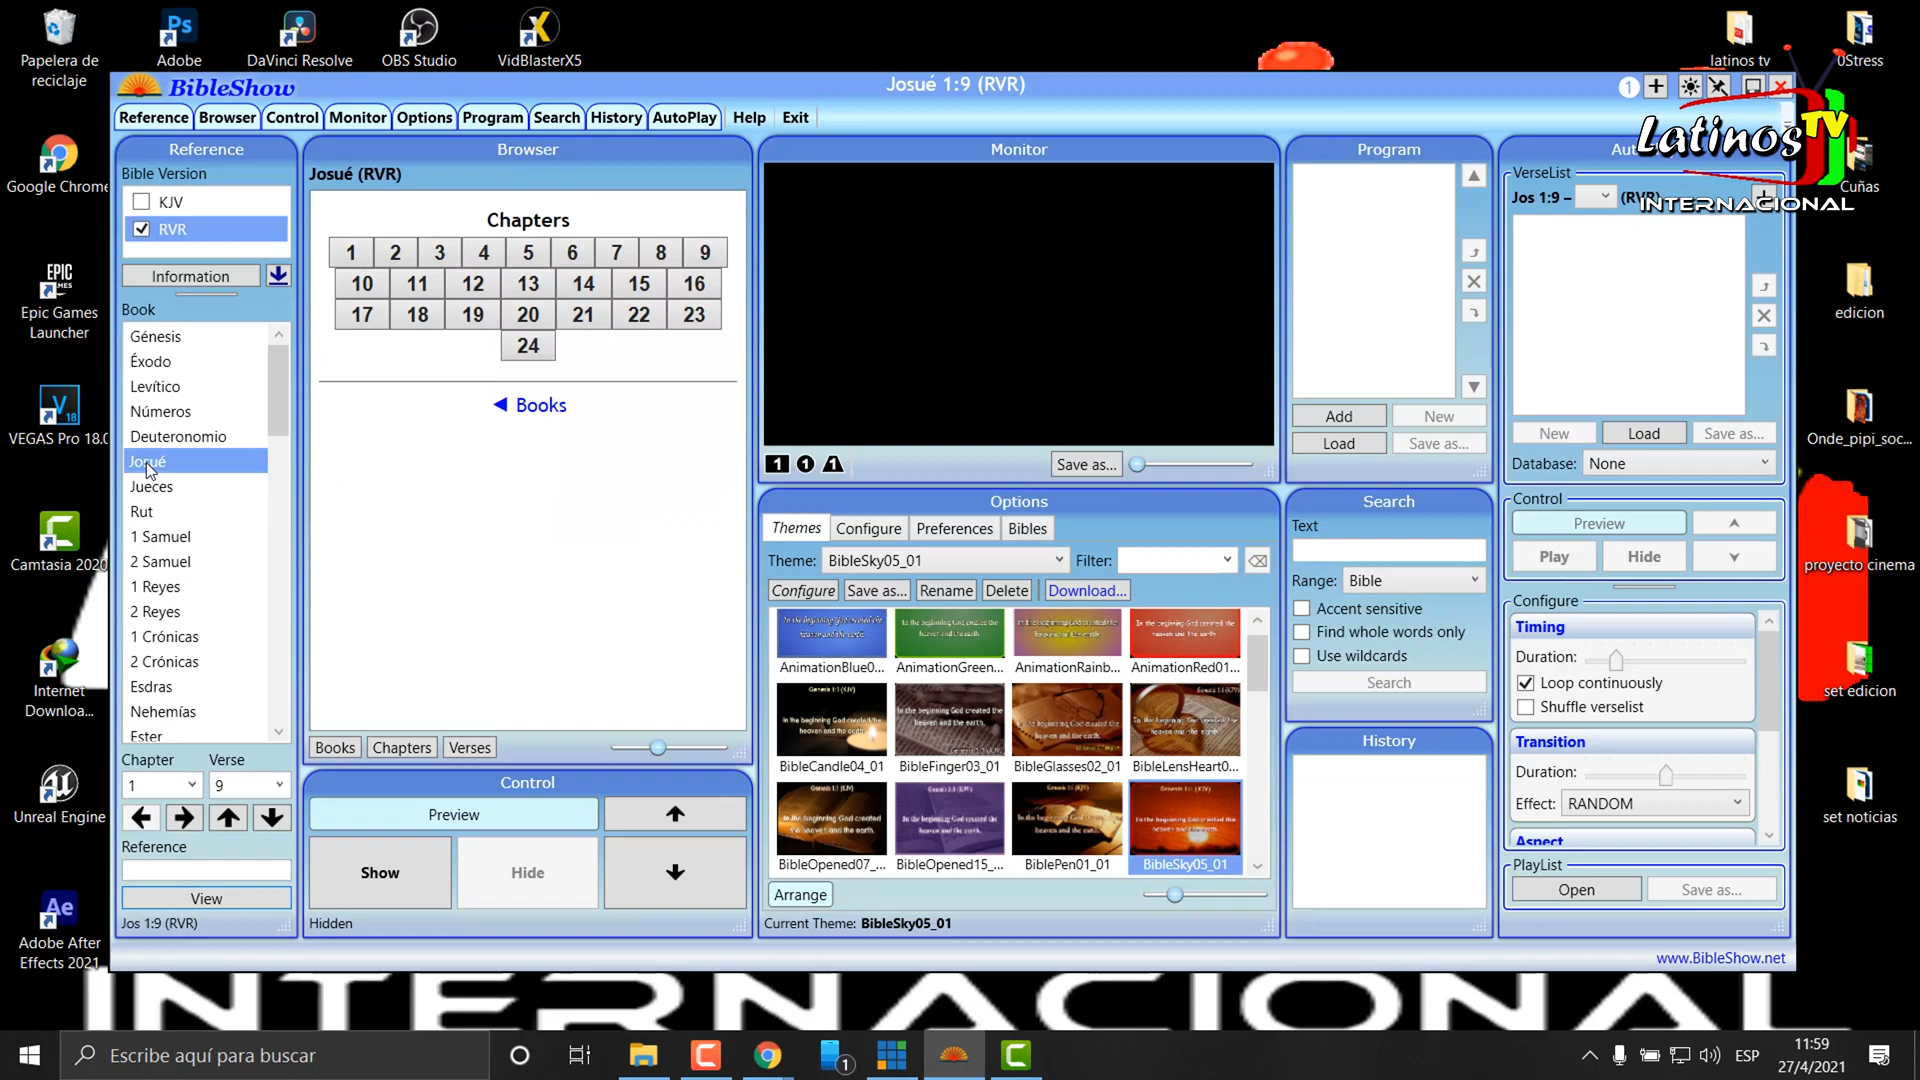 Papelera de
reciclaje
Adobe
DaVinci Resolve
OBS Studio
VidBlasterX5
latinos tv
0Stress
BibleShow
Josué 1:9 (RVR)
1
Reference
Browser
Control
Monitor
Options
Program
Search
History
AutoPlay
Help
Exit
Latinos TV
INTERNACIONAL
Google Chrome
Epic Games
Launcher
VEGAS Pro 18.0
Camtasia 2020
Internet
Downloa...
Unreal Engine
Adobe After
Effects 2021
Cuñas
edicion
Onde_pipi_soc...
proyecto cinema
set edicion
set noticias
Reference
Bible Version
KJV
RVR
Information
Book
Génesis
Éxodo
Levítico
Números
Deuteronomio
Josué
Jueces
Rut
1 Samuel
2 Samuel
1 Reyes
2 Reyes
1 Crónicas
2 Crónicas
Esdras
Nehemías
Ester
Chapter
Verse
1
9
Reference
View
Jos 1:9 (RVR)
Browser
Josué (RVR)
Chapters
1 2 3 4 5 6 7 8 9
10 11 12 13 14 15 16
17 18 19 20 21 22 23
24
◄ Books
Books
Chapters
Verses
Control
Preview
Show
Hide
Hidden
Monitor
1 1 1
Save as...
Options
Themes
Configure
Preferences
Bibles
Theme: BibleSky05_01
Filter:
Configure
Save as...
Rename
Delete
Download...
AnimationBlue0...
AnimationGreen...
AnimationRainb...
AnimationRed01...
BibleCandle04_01
BibleFinger03_01
BibleGlasses02_01
BibleLensHeart0...
BibleOpened07_...
BibleOpened15_...
BiblePen01_01
BibleSky05_01
Arrange
Current Theme: BibleSky05_01
Program
Add
New
Load
Save as...
Search
Text
Range: Bible
Accent sensitive
Find whole words only
Use wildcards
Search
History
VerseList
Jos 1:9 –
(RVR)
New
Load
Save as...
Database: None
Control
Preview
Play
Hide
Configure
Timing
Duration:
Loop continuously
Shuffle verselist
Transition
Duration:
Effect: RANDOM
Aspect
PlayList
Open
Save as...
www.BibleShow.net
INTERNACIONAL
Escribe aquí para buscar
1
ESP
11:59
27/4/2021